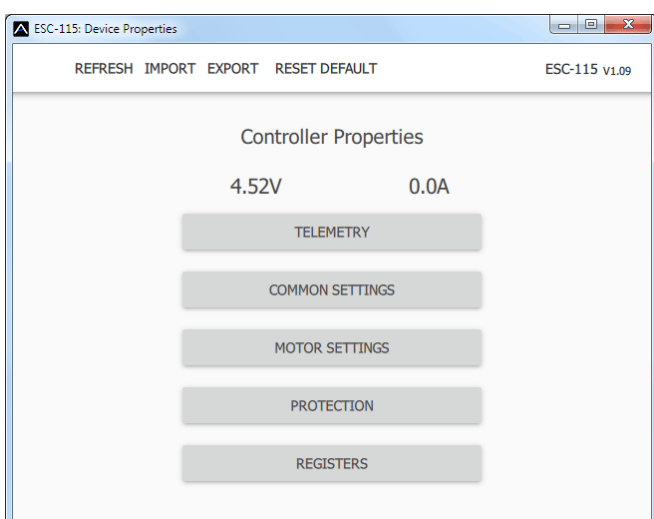 ESC-115: Device Properties
REFRESH IMPORT EXPORT RESET DEFAULT ESC-115 V1.09
Controller Properties
4.52V 0.0A
TELEMETRY
COMMON SETTINGS
MOTOR SETTINGS
PROTECTION
REGISTERS